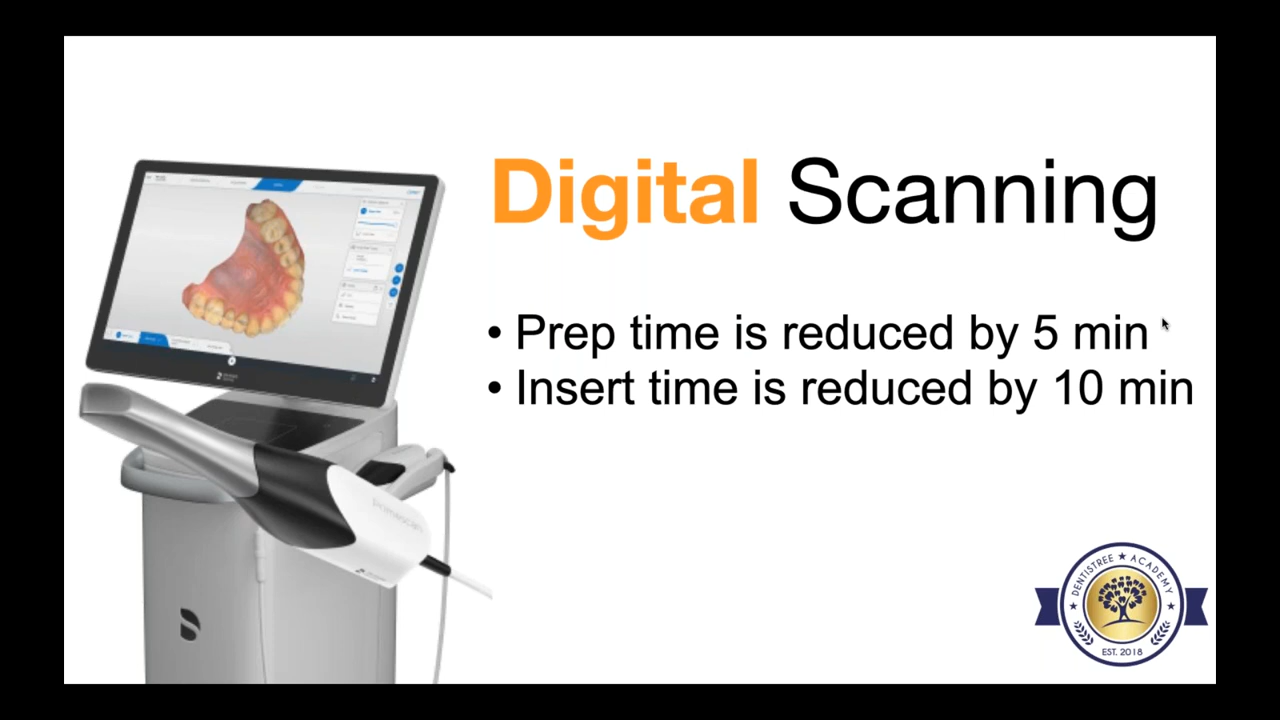 Digital Scanning
• Prep time is reduced by 5 min
• Insert time is reduced by 10 min
Primescan
DENTISTREE ★ ACADEMY
EST. 2018